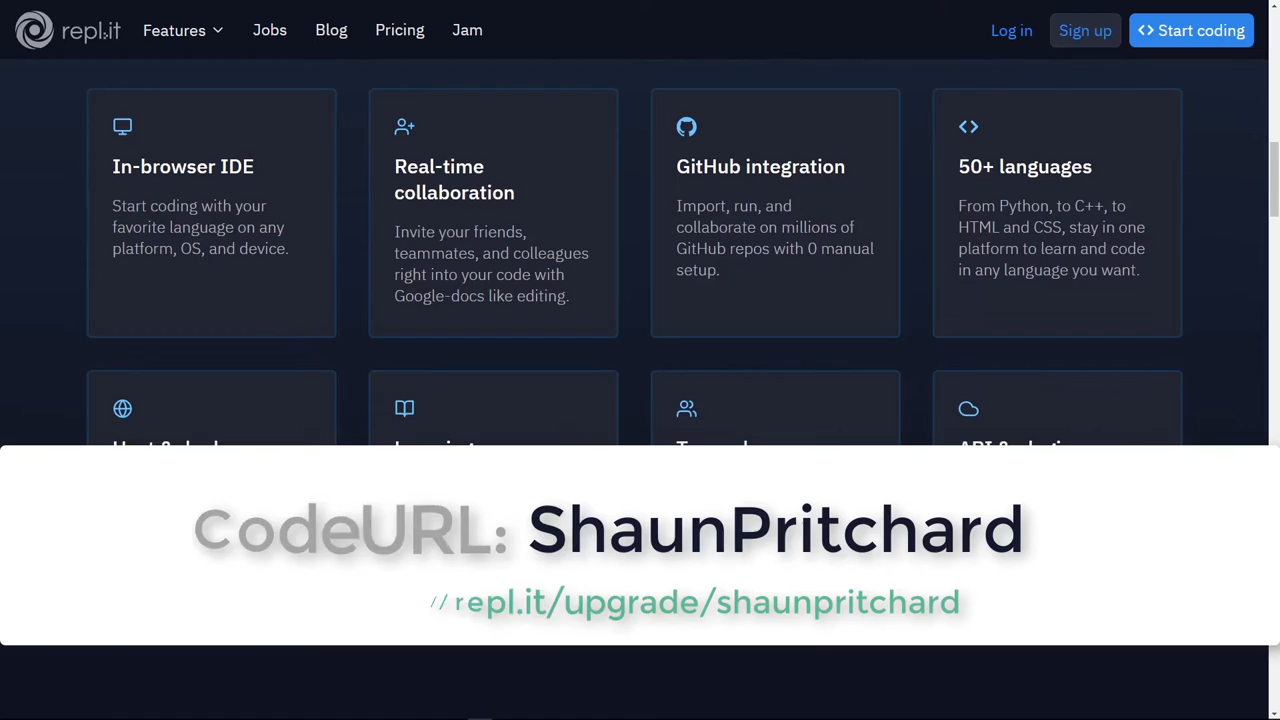 repl.it
Features
Jobs
Blog
Pricing
Jam
Log in
Sign up
Start coding
In-browser IDE
Start coding with your
favorite language on any
platform, OS, and device.
Real-time
collaboration
Invite your friends,
teammates, and colleagues
right into your code with
Google-docs like editing.
GitHub integration
Import, run, and
collaborate on millions of
GitHub repos with 0 manual
setup.
50+ languages
From Python, to C++, to
HTML and CSS, stay in one
platform to learn and code
in any language you want.
CodeURL: ShaunPritchard
//repl.it/upgrade/shaunpritchard